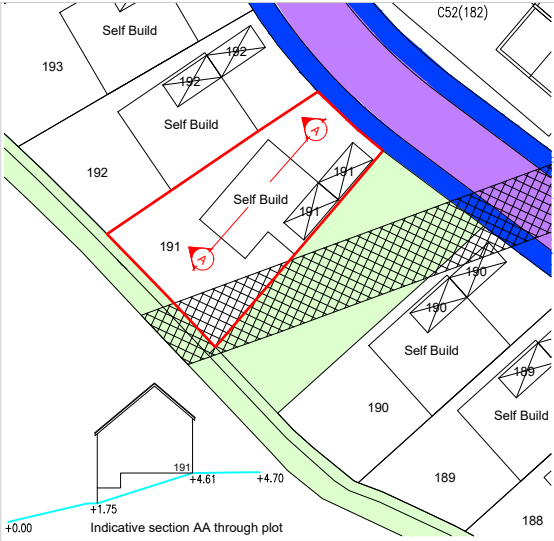 C52(182)
Self Build
193
192
192
Self Build
192
A
191
Self Build
191
191
A
190
190
Self Build
189
190
Self Build
189
188
191
+4.61
+4.70
+1.75
+0.00
Indicative section AA through plot